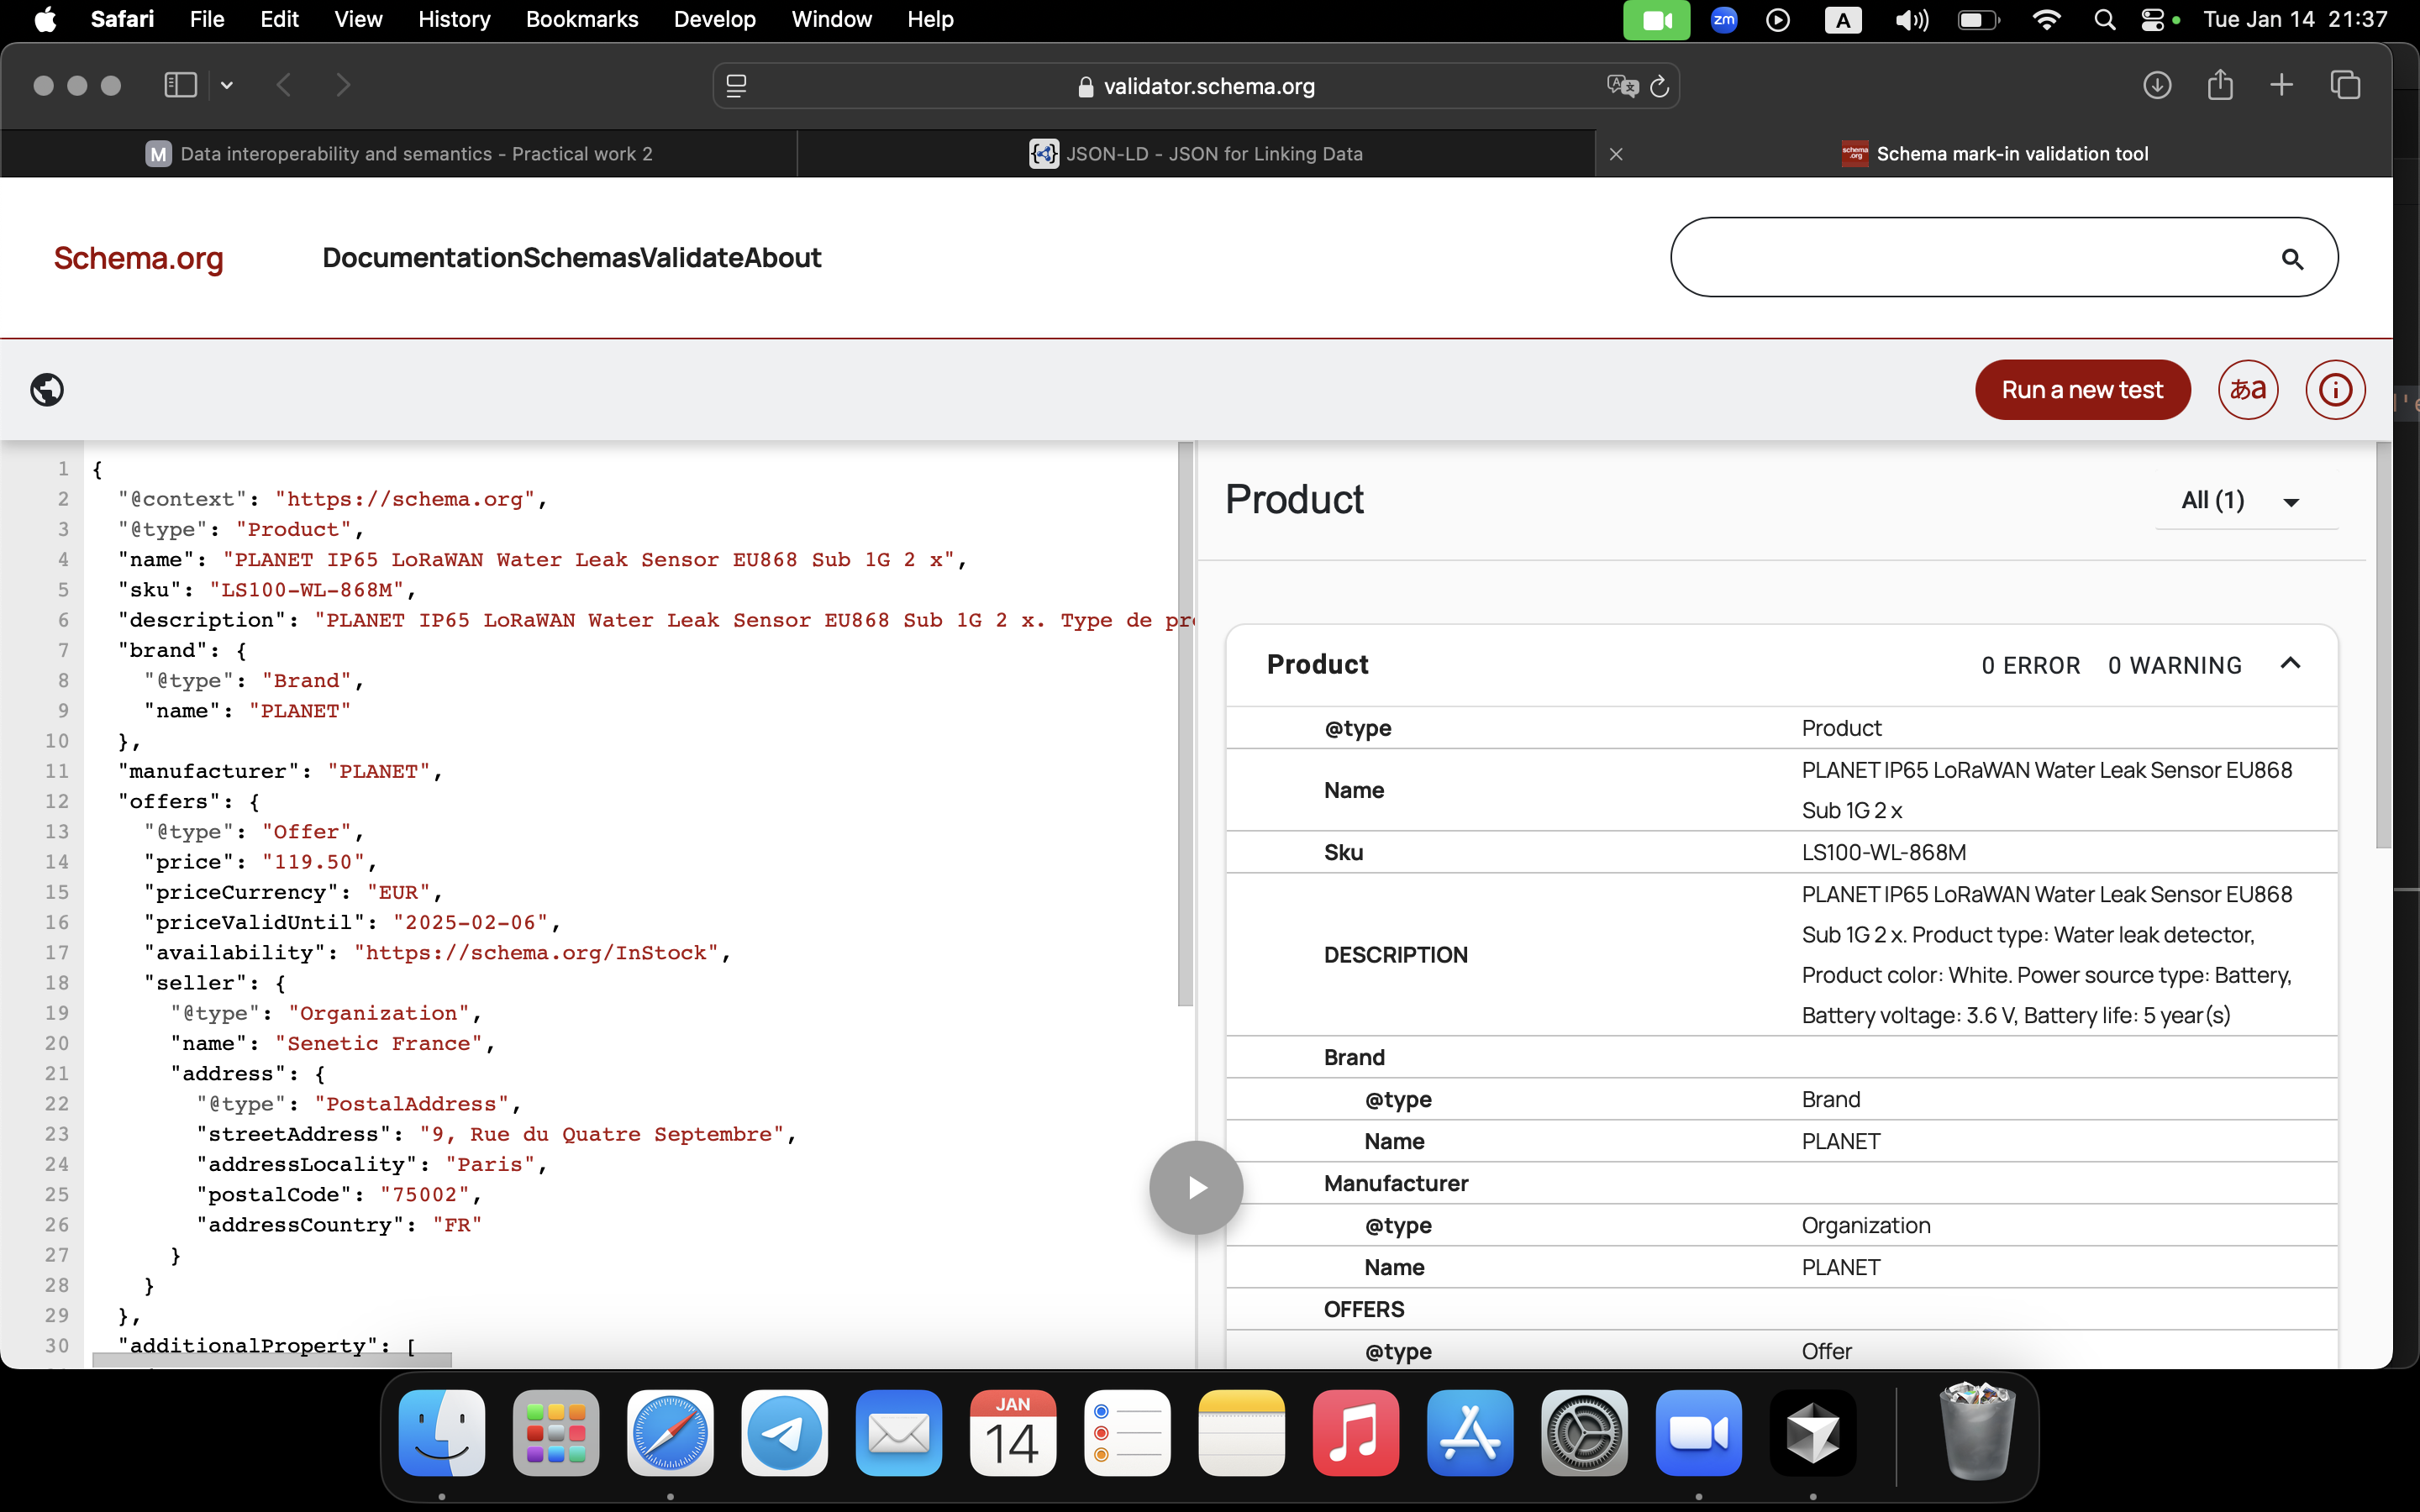 Safari File Edit View History Bookmarks Develop Window Help zm A Tue Jan 14 21:37
validator.schema.org
M Data interoperability and semantics - Practical work 2
JSON-LD - JSON for Linking Data
schema.org Schema mark-in validation tool
Schema.org DocumentationSchemasValidateAbout
Run a new test あa
1 {
2 "@context": "https://schema.org",
3 "@type": "Product",
4 "name": "PLANET IP65 LoRaWAN Water Leak Sensor EU868 Sub 1G 2 x",
5 "sku": "LS100-WL-868M",
6 "description": "PLANET IP65 LoRaWAN Water Leak Sensor EU868 Sub 1G 2 x. Type de pr
7 "brand": {
8 "@type": "Brand",
9 "name": "PLANET"
10 },
11 "manufacturer": "PLANET",
12 "offers": {
13 "@type": "Offer",
14 "price": "119.50",
15 "priceCurrency": "EUR",
16 "priceValidUntil": "2025-02-06",
17 "availability": "https://schema.org/InStock",
18 "seller": {
19 "@type": "Organization",
20 "name": "Senetic France",
21 "address": {
22 "@type": "PostalAddress",
23 "streetAddress": "9, Rue du Quatre Septembre",
24 "addressLocality": "Paris",
25 "postalCode": "75002",
26 "addressCountry": "FR"
27 }
28 }
29 },
30 "additionalProperty": [
Product All (1)
Product 0 ERROR 0 WARNING
@type Product
Name PLANET IP65 LoRaWAN Water Leak Sensor EU868
Sub 1G 2 x
Sku LS100-WL-868M
DESCRIPTION PLANET IP65 LoRaWAN Water Leak Sensor EU868
Sub 1G 2 x. Product type: Water leak detector,
Product color: White. Power source type: Battery,
Battery voltage: 3.6 V, Battery life: 5 year(s)
Brand
@type Brand
Name PLANET
Manufacturer
@type Organization
Name PLANET
OFFERS
@type Offer
JAN
14